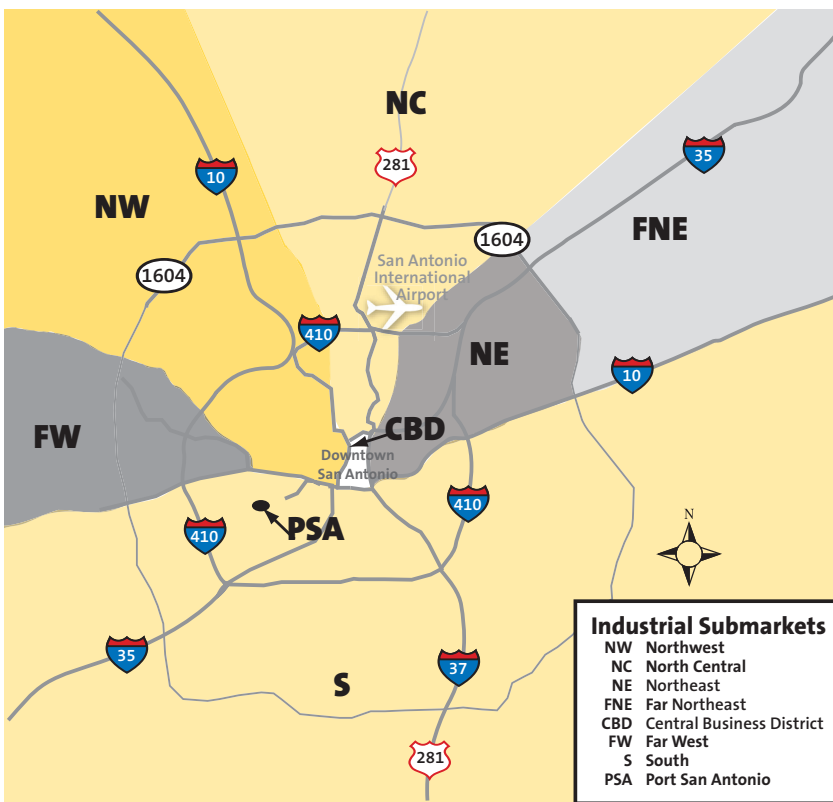 NC
281
35
10
NW
FNE
1604
1604
San Antonio
International
Airport
410
NE
10
FW
CBD
Downtown
San Antonio
410
PSA
410
N
35
37
S
281
Industrial Submarkets
NW Northwest
NC North Central
NE Northeast
FNE Far Northeast
CBD Central Business District
FW Far West
S South
PSA Port San Antonio